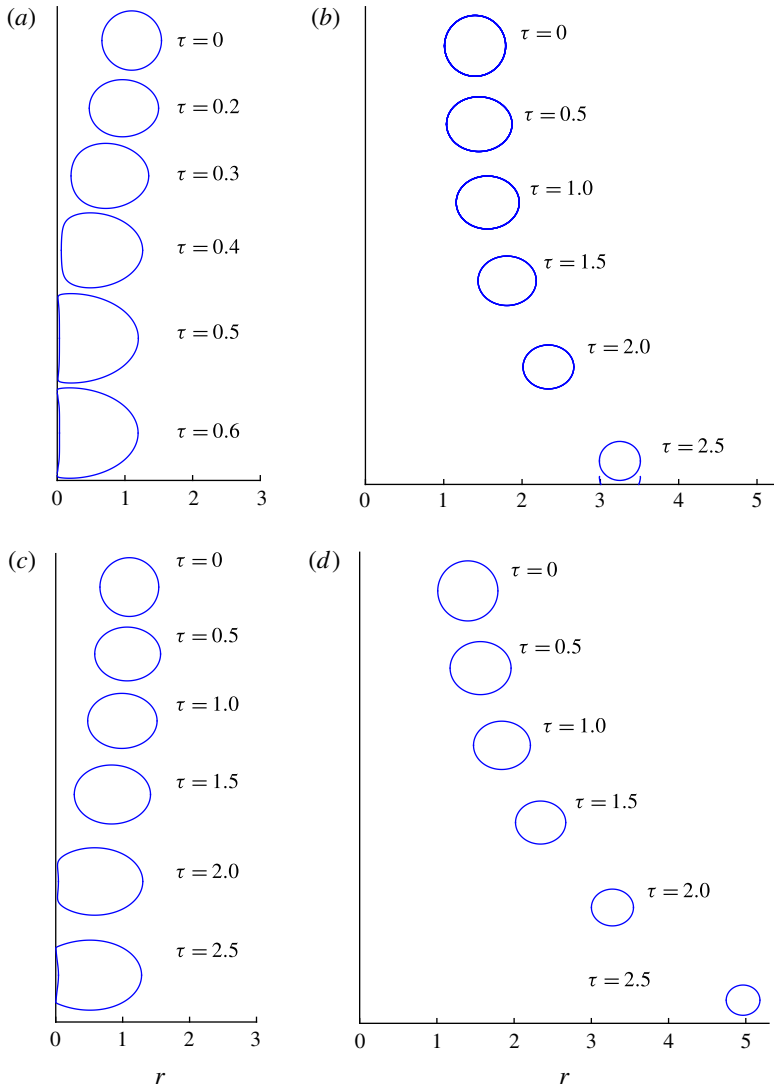 (a)
τ = 0
τ = 0.2
τ = 0.3
τ = 0.4
τ = 0.5
τ = 0.6
0 1 2 3
(b)
τ = 0
τ = 0.5
τ = 1.0
τ = 1.5
τ = 2.0
τ = 2.5
0 1 2 3 4 5
(c)
τ = 0
τ = 0.5
τ = 1.0
τ = 1.5
τ = 2.0
τ = 2.5
0 1 2 3
r
(d)
τ = 0
τ = 0.5
τ = 1.0
τ = 1.5
τ = 2.0
τ = 2.5
0 1 2 3 4 5
r